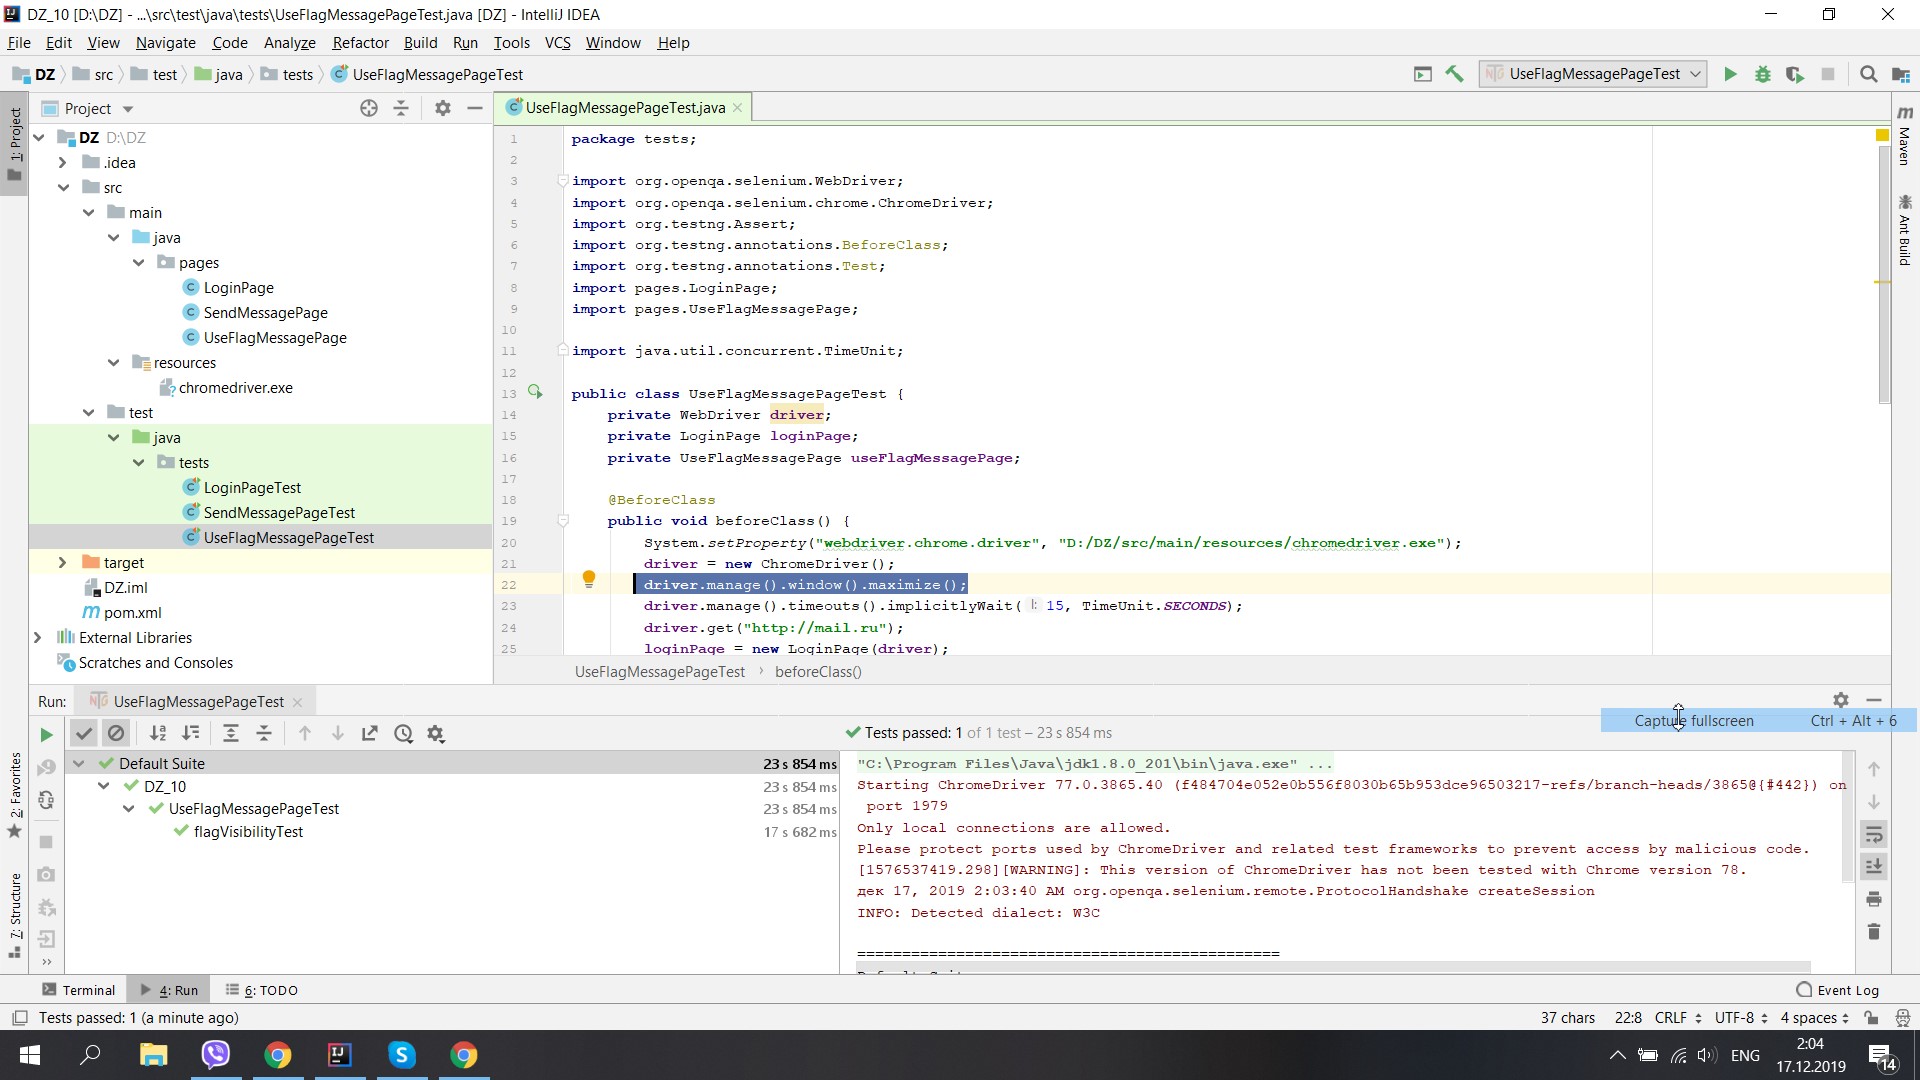 DZ_10 [D:\DZ] - ...\src\test\java\tests\UseFlagMessagePageTest.java [DZ] - IntelliJ IDEA
File Edit View Navigate Code Analyze Refactor Build Run Tools VCS Window Help
DZ src test java tests UseFlagMessagePageTest
UseFlagMessagePageTest
1: Project
Project
DZ D:\DZ
.idea
src
main
java
pages
LoginPage
SendMessagePage
UseFlagMessagePage
resources
chromedriver.exe
test
java
tests
LoginPageTest
SendMessagePageTest
UseFlagMessagePageTest
target
DZ.iml
pom.xml
External Libraries
Scratches and Consoles
UseFlagMessagePageTest.java
1 package tests;
2
3 import org.openqa.selenium.WebDriver;
4 import org.openqa.selenium.chrome.ChromeDriver;
5 import org.testng.Assert;
6 import org.testng.annotations.BeforeClass;
7 import org.testng.annotations.Test;
8 import pages.LoginPage;
9 import pages.UseFlagMessagePage;
10
11 import java.util.concurrent.TimeUnit;
12
13 public class UseFlagMessagePageTest {
14 private WebDriver driver;
15 private LoginPage loginPage;
16 private UseFlagMessagePage useFlagMessagePage;
17
18 @BeforeClass
19 public void beforeClass() {
20 System.setProperty("webdriver.chrome.driver", "D:/DZ/src/main/resources/chromedriver.exe");
21 driver = new ChromeDriver();
22 driver.manage().window().maximize();
23 driver.manage().timeouts().implicitlyWait( l: 15, TimeUnit.SECONDS);
24 driver.get("http://mail.ru");
25 loginPage = new LoginPage(driver);
UseFlagMessagePageTest › beforeClass()
Maven
Ant Build
Run: UseFlagMessagePageTest
Capture fullscreen Ctrl + Alt + 6
Tests passed: 1 of 1 test – 23 s 854 ms
Default Suite 23 s 854 ms
DZ_10 23 s 854 ms
UseFlagMessagePageTest 23 s 854 ms
flagVisibilityTest 17 s 682 ms
"C:\Program Files\Java\jdk1.8.0_201\bin\java.exe" ...
Starting ChromeDriver 77.0.3865.40 (f484704e052e0b556f8030b65b953dce96503217-refs/branch-heads/3865@{#442}) on
port 1979
Only local connections are allowed.
Please protect ports used by ChromeDriver and related test frameworks to prevent access by malicious code.
[1576537419.298][WARNING]: This version of ChromeDriver has not been tested with Chrome version 78.
дек 17, 2019 2:03:40 AM org.openqa.selenium.remote.ProtocolHandshake createSession
INFO: Detected dialect: W3C
===============================================
2: Favorites
7: Structure
Terminal 4: Run 6: TODO Event Log
Tests passed: 1 (a minute ago) 37 chars 22:8 CRLF UTF-8 4 spaces
ENG
2:04
17.12.2019
14